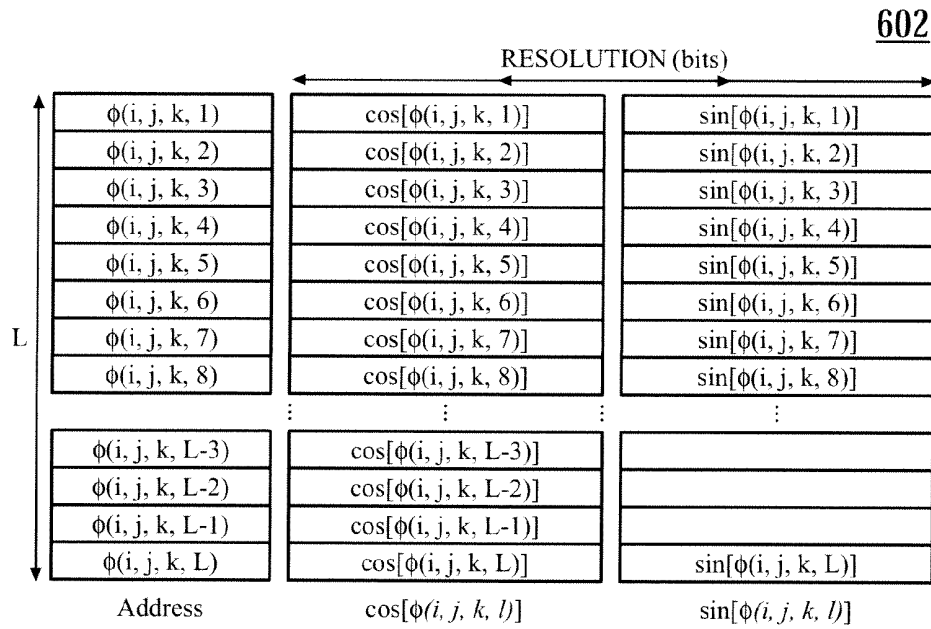 602
RESOLUTION (bits)
ϕ(i, j, k, 1) cos[ϕ(i, j, k, 1)] sin[ϕ(i, j, k, 1)]
ϕ(i, j, k, 2) cos[ϕ(i, j, k, 2)] sin[ϕ(i, j, k, 2)]
ϕ(i, j, k, 3) cos[ϕ(i, j, k, 3)] sin[ϕ(i, j, k, 3)]
ϕ(i, j, k, 4) cos[ϕ(i, j, k, 4)] sin[ϕ(i, j, k, 4)]
ϕ(i, j, k, 5) cos[ϕ(i, j, k, 5)] sin[ϕ(i, j, k, 5)]
ϕ(i, j, k, 6) cos[ϕ(i, j, k, 6)] sin[ϕ(i, j, k, 6)]
L ϕ(i, j, k, 7) cos[ϕ(i, j, k, 7)] sin[ϕ(i, j, k, 7)]
ϕ(i, j, k, 8) cos[ϕ(i, j, k, 8)] sin[ϕ(i, j, k, 8)]
⋮ ⋮ ⋮ ⋮
ϕ(i, j, k, L-3) cos[ϕ(i, j, k, L-3)]
ϕ(i, j, k, L-2) cos[ϕ(i, j, k, L-2)]
ϕ(i, j, k, L-1) cos[ϕ(i, j, k, L-1)]
ϕ(i, j, k, L) cos[ϕ(i, j, k, L)] sin[ϕ(i, j, k, L)]
Address cos[ϕ(i, j, k, l)] sin[ϕ(i, j, k, l)]